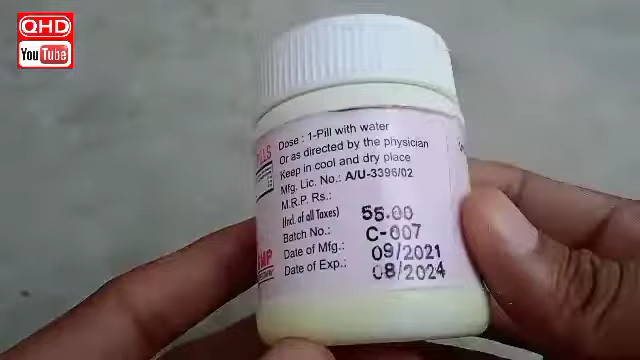 QHD
YouTube
Dose : 1-Pill with water
Or as directed by the physician
Keep in cool and dry place
Mfg. Lic. No.: A/U-3396/02
M.R.P. Rs.:
(Incl. of all Taxes) 55.00
Batch No.: C-007
Date of Mfg.: 09/2021
Date of Exp.: 08/2024